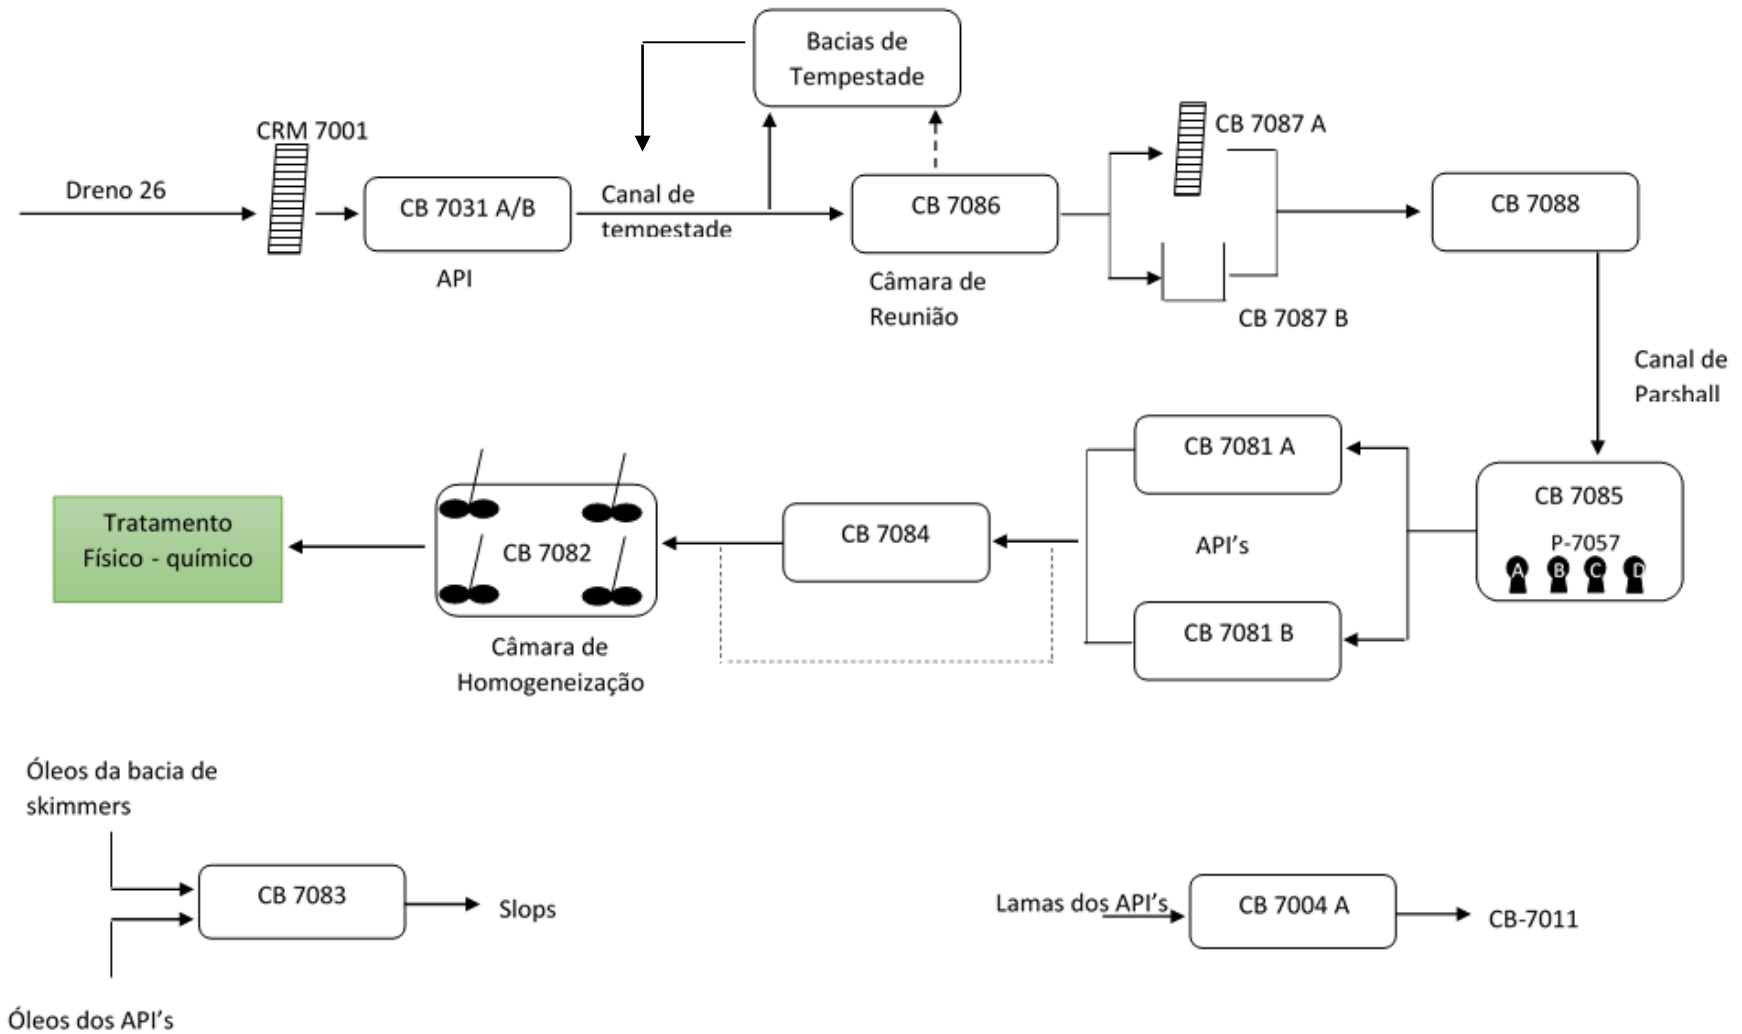 Bacias de
Tempestade
CRM 7001
CB 7087 A
Dreno 26
Canal de
tempestade
CB 7031 A/B
CB 7086
CB 7088
API
Câmara de
Reunião
CB 7087 B
Canal de
Parshall
CB 7081 A
CB 7085
P-7057
A B C D
Tratamento
Físico - químico
CB 7082
CB 7084
API's
CB 7081 B
Câmara de
Homogeneização
Óleos da bacia de
skimmers
CB 7083
Slops
Lamas dos API's
CB 7004 A
CB-7011
Óleos dos API's